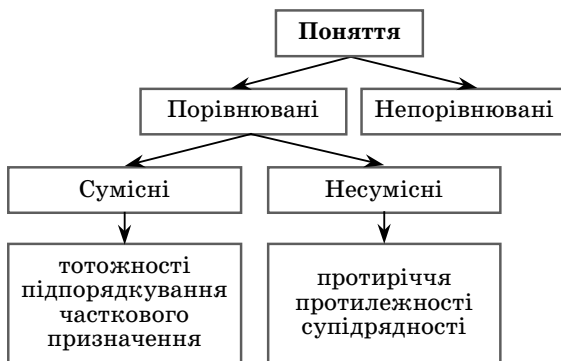 Поняття
Порівнювані
Непорівнювані
Сумісні
Несумісні
тотожності
підпорядкування
часткового
призначення
протиріччя
протилежності
супідрядності